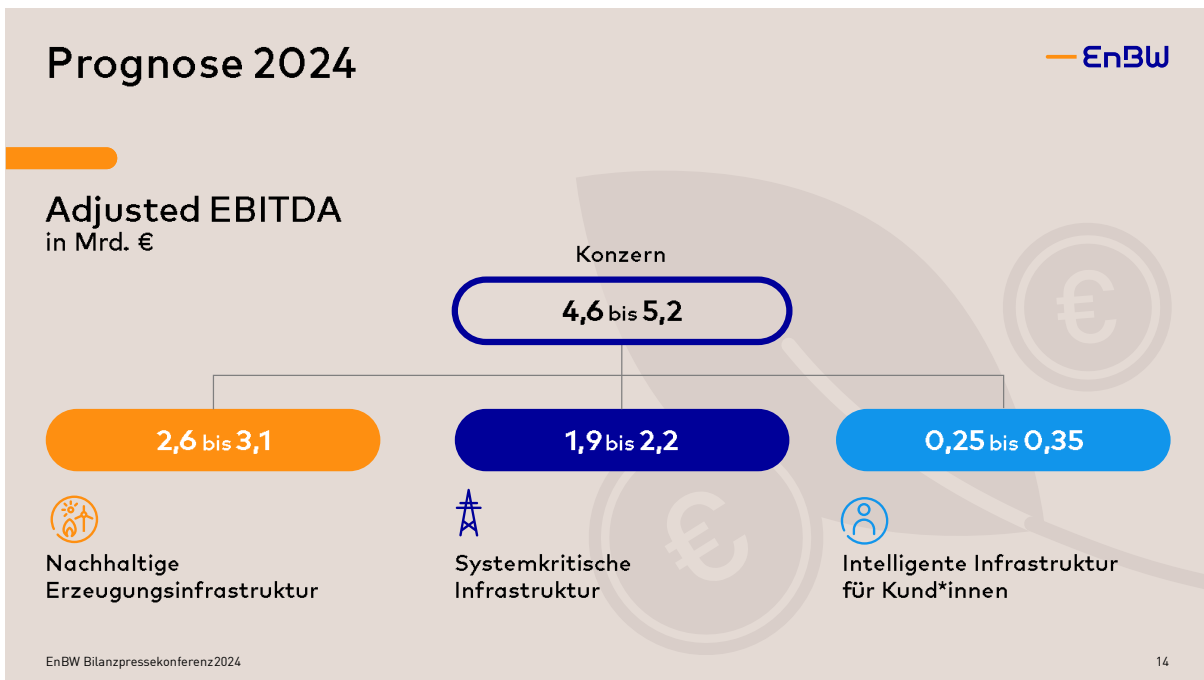 Prognose 2024
EnBW
Adjusted EBITDA
in Mrd. €
Konzern
4,6 bis 5,2
2,6 bis 3,1
1,9 bis 2,2
0,25 bis 0,35
Nachhaltige
Erzeugungsinfrastruktur
Systemkritische
Infrastruktur
Intelligente Infrastruktur
für Kund*innen
€
€
EnBW Bilanzpressekonferenz2024
14